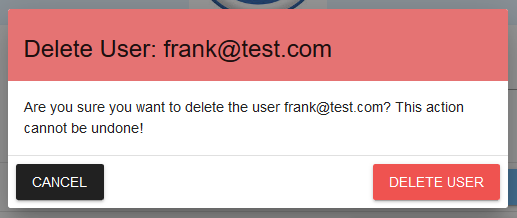 Delete User: frank@test.com
Are you sure you want to delete the user frank@test.com? This action
cannot be undone!
CANCEL
DELETE USER